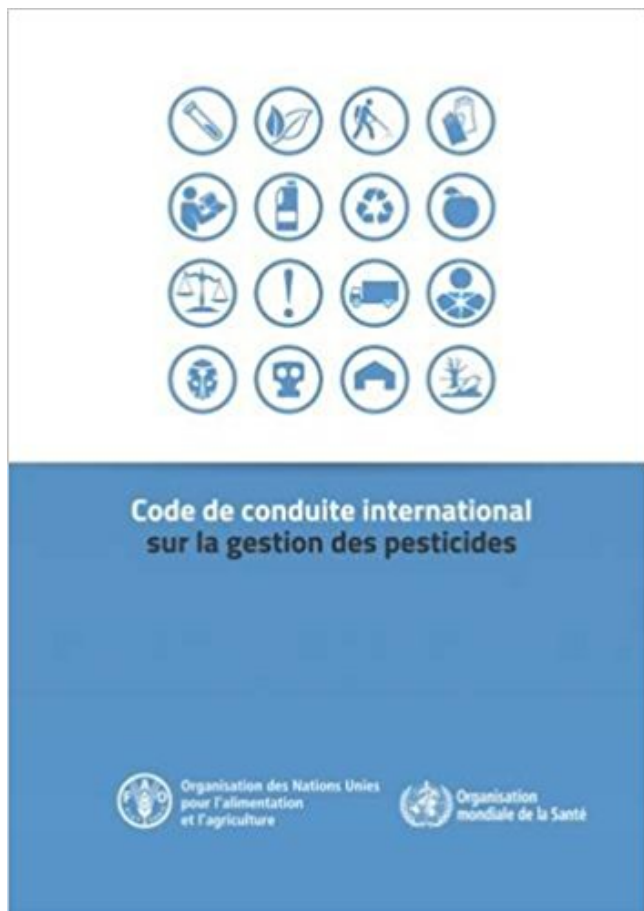 Code de conduite international
sur la gestion des pesticides
FAO
Organisation des Nations Unies
pour l'alimentation
et l'agriculture
Organisation
mondiale de la Santé